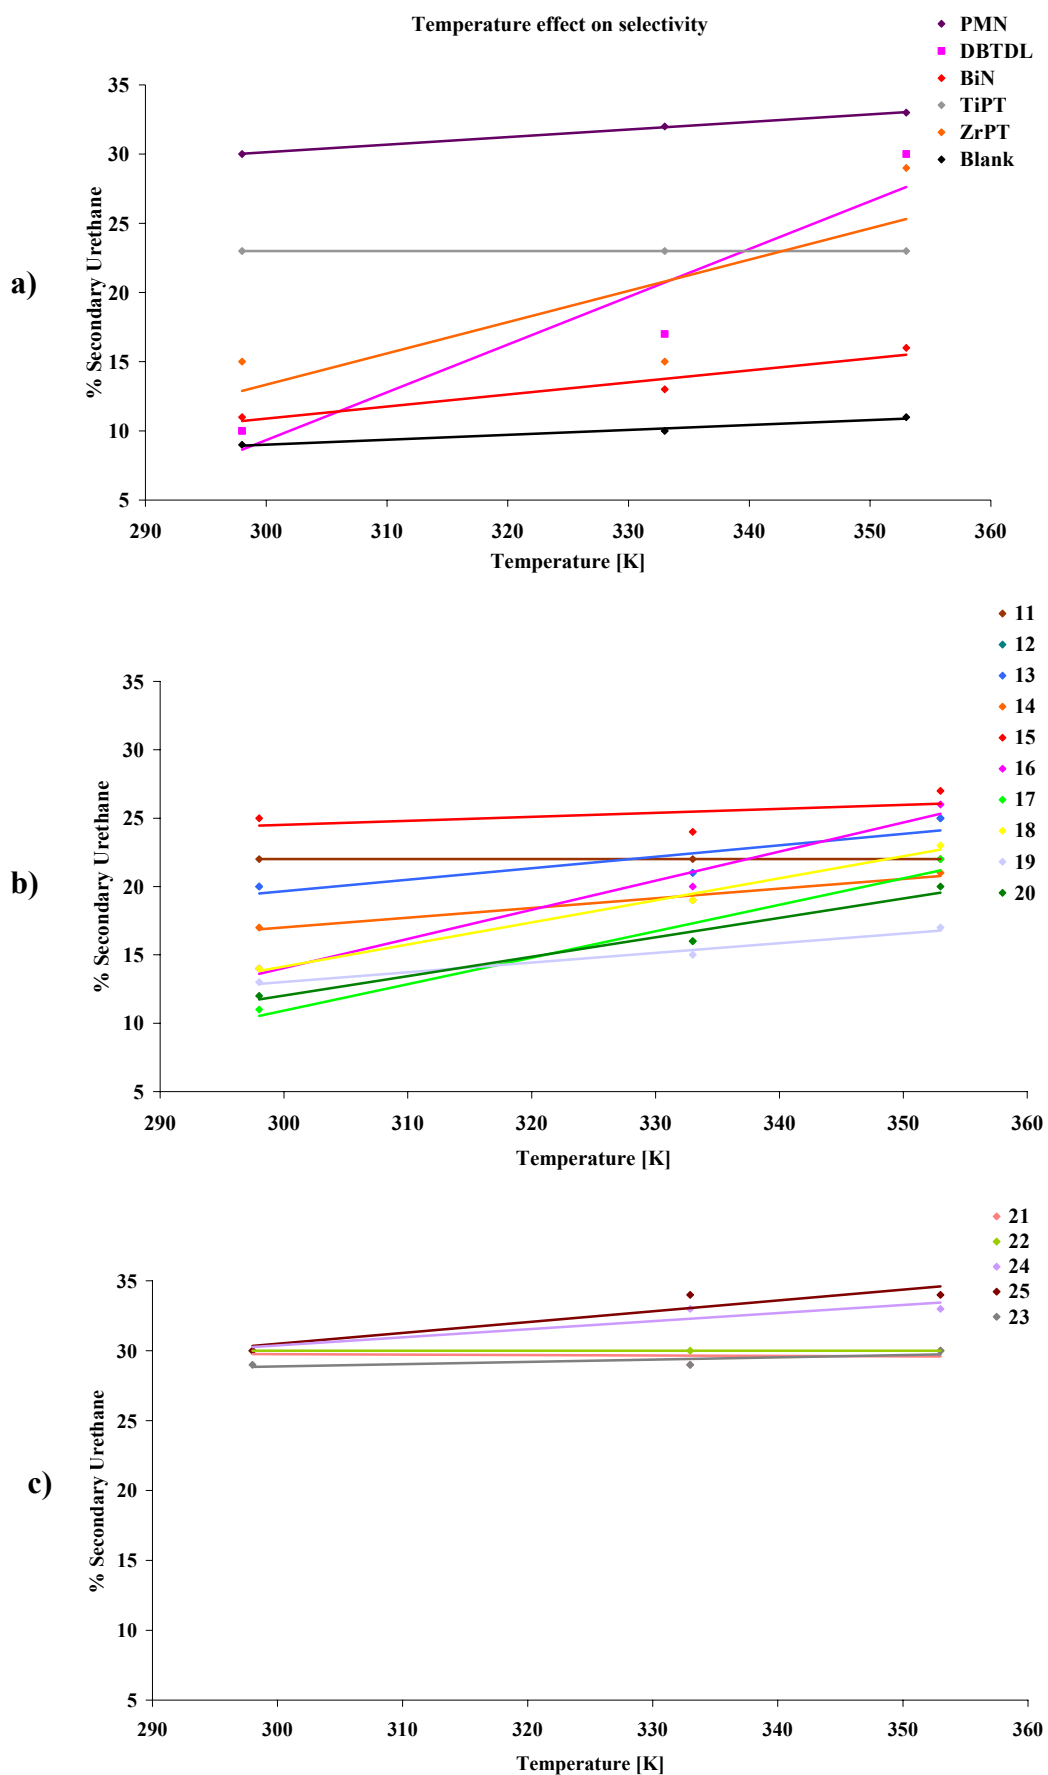 Temperature effect on selectivity
PMN
DBTDL
BiN
TiPT
ZrPT
Blank
a)
% Secondary Urethane
35
30
25
20
15
10
5
290 300 310 320 330 340 350 360
Temperature [K]
11
12
13
14
15
16
17
18
19
20
b)
% Secondary Urethane
35
30
25
20
15
10
5
290 300 310 320 330 340 350 360
Temperature [K]
21
22
24
25
23
c)
% Secondary Urethane
35
30
25
20
15
10
5
290 300 310 320 330 340 350 360
Temperature [K]